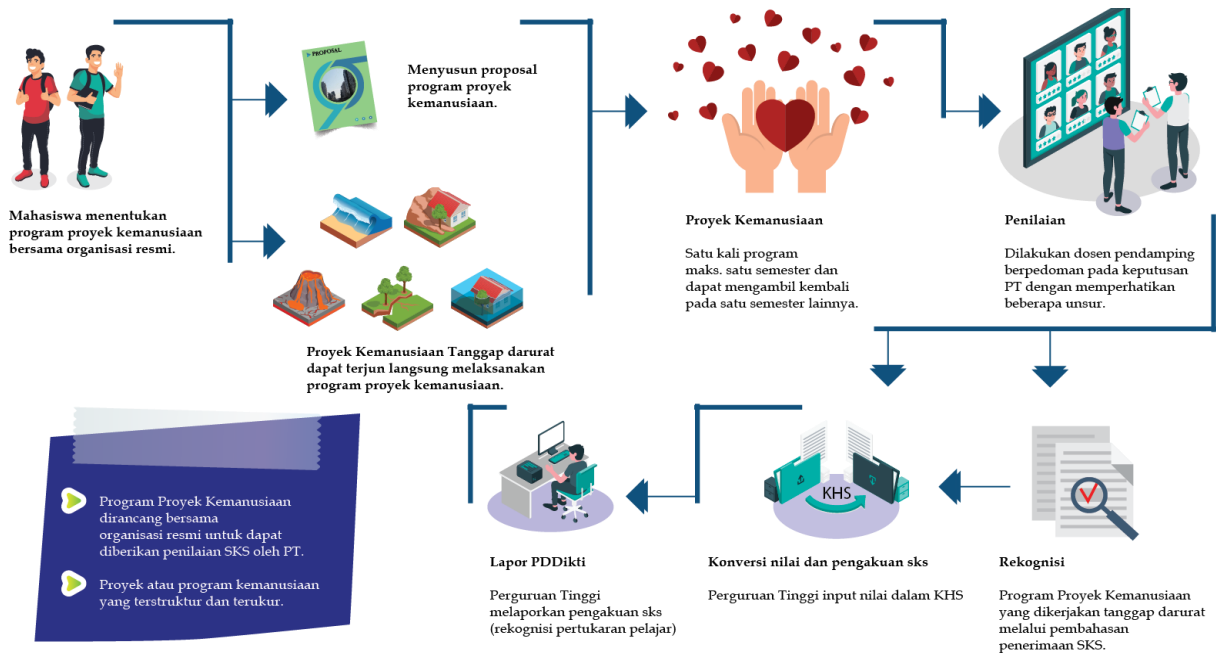 PROPOSAL
Menyusun proposal
program proyek
kemanusiaan.
Mahasiswa menentukan
program proyek kemanusiaan
bersama organisasi resmi.
Proyek Kemanusiaan Tanggap darurat
dapat terjun langsung melaksanakan
program proyek kemanusiaan.
Proyek Kemanusiaan
Satu kali program
maks. satu semester dan
dapat mengambil kembali
pada satu semester lainnya.
Penilaian
Dilakukan dosen pendamping
berpedoman pada keputusan
PT dengan memperhatikan
beberapa unsur.
Rekognisi
Program Proyek Kemanusiaan
yang dikerjakan tanggap darurat
melalui pembahasan
penerimaan SKS.
KHS
Konversi nilai dan pengakuan sks
Perguruan Tinggi input nilai dalam KHS
Lapor PDDikti
Perguruan Tinggi
melaporkan pengakuan sks
(rekognisi pertukaran pelajar)
Program Proyek Kemanusiaan
dirancang bersama
organisasi resmi untuk dapat
diberikan penilaian SKS oleh PT.
Proyek atau program kemanusiaan
yang terstruktur dan terukur.